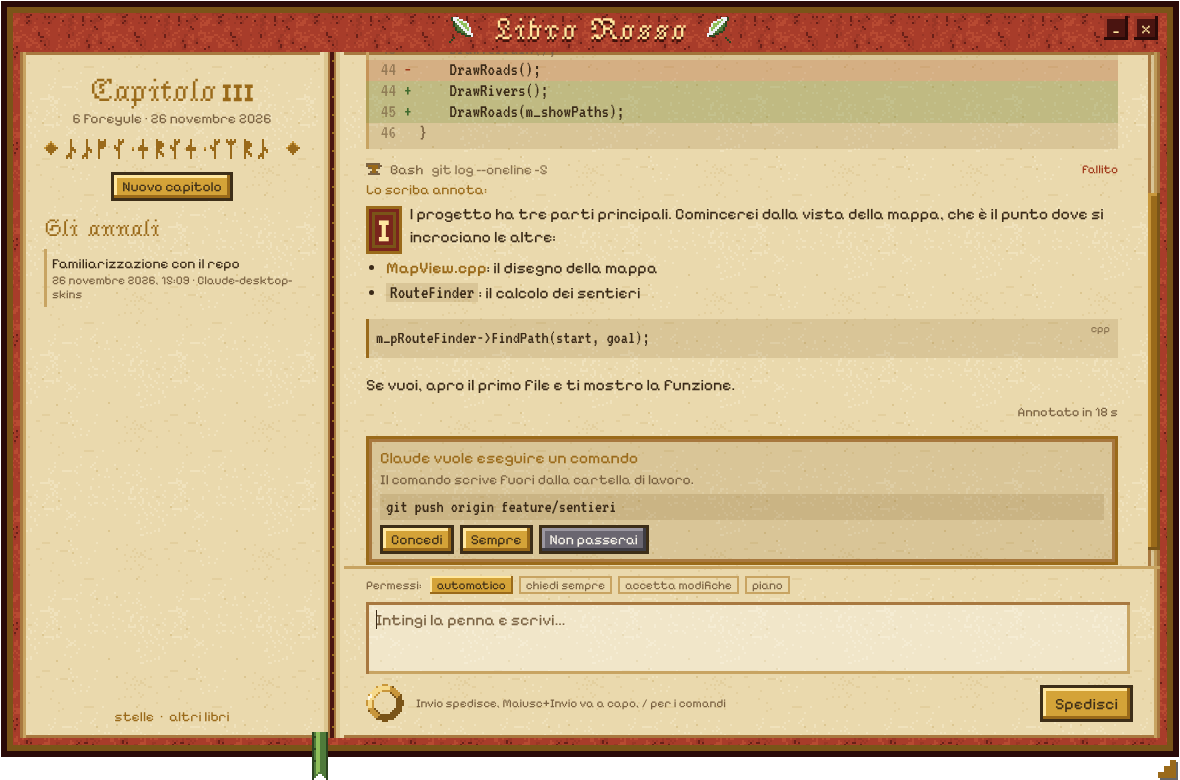 Libro Rosso
Capitolo III
6 Foreyule · 26 novembre 2026
Nuovo capitolo
Gli annali
Familiarizzazione con il repo
26 novembre 2026, 19:09 · Claude-desktop-skins
stelle · altri libri
44 - DrawRoads();
44 + DrawRivers();
45 + DrawRoads(m_showPaths);
46 }
Bash git log --oneline -S
Fallito
Lo scriba annota:
Il progetto ha tre parti principali. Comincerei dalla vista della mappa, che è il punto dove si
incrociano le altre:
• MapView.cpp: il disegno della mappa
• RouteFinder : il calcolo dei sentieri
cpp
m_pRouteFinder->FindPath(start, goal);
Se vuoi, apro il primo file e ti mostro la funzione.
Annotato in 18 s
Claude vuole eseguire un comando
Il comando scrive fuori dalla cartella di lavoro.
git push origin feature/sentieri
Concedi Sempre Non passerai
Permessi: automatico chiedi sempre accetta modifiche piano
Intingi la penna e scrivi...
Invio spedisce, Maiusc+Invio va a capo, / per i comandi
Spedisci